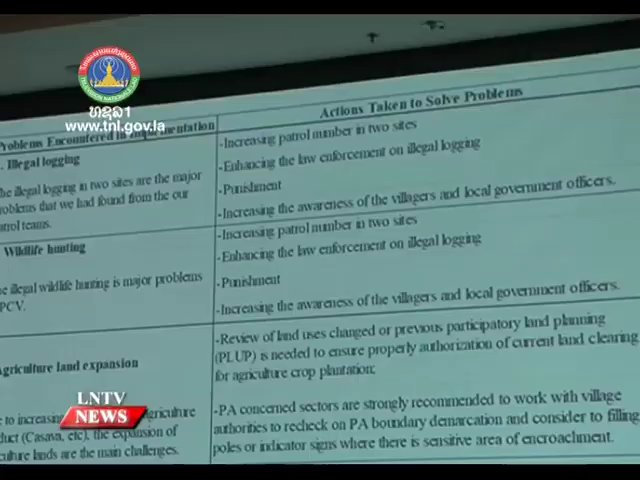 ທຊລ1
www.tnl.gov.la
Problems Encountered in Implementation
Actions Taken to Solve Problems
. Illegal logging
he illegal logging in two sites are the major
roblems that we had found from the our
atrol teams.
-Increasing patrol number in two sites
-Enhancing the law enforcement on illegal logging
-Punishment
-Increasing the awareness of the villagers and local government officers.
Wildlife hunting
he illegal wildlife hunting is major problems
PCV.
-Increasing patrol number in two sites
-Enhancing the law enforcement on illegal logging
-Punishment
-Increasing the awareness of the villagers and local government officers.
Agriculture land expansion
e to increasing agriculture
duct (Casava, etc), the expansion of
culture lands are the main challenges.
-Review of land uses changed or previous participatory land planning
(PLUP) is needed to ensure properly authorization of current land clearing
for agriculture crop plantation;
-PA concerned sectors are strongly recommended to work with village
authorities to recheck on PA boundary demarcation and consider to filling
poles or indicator signs where there is sensitive area of encroachment.
LNTV
NEWS